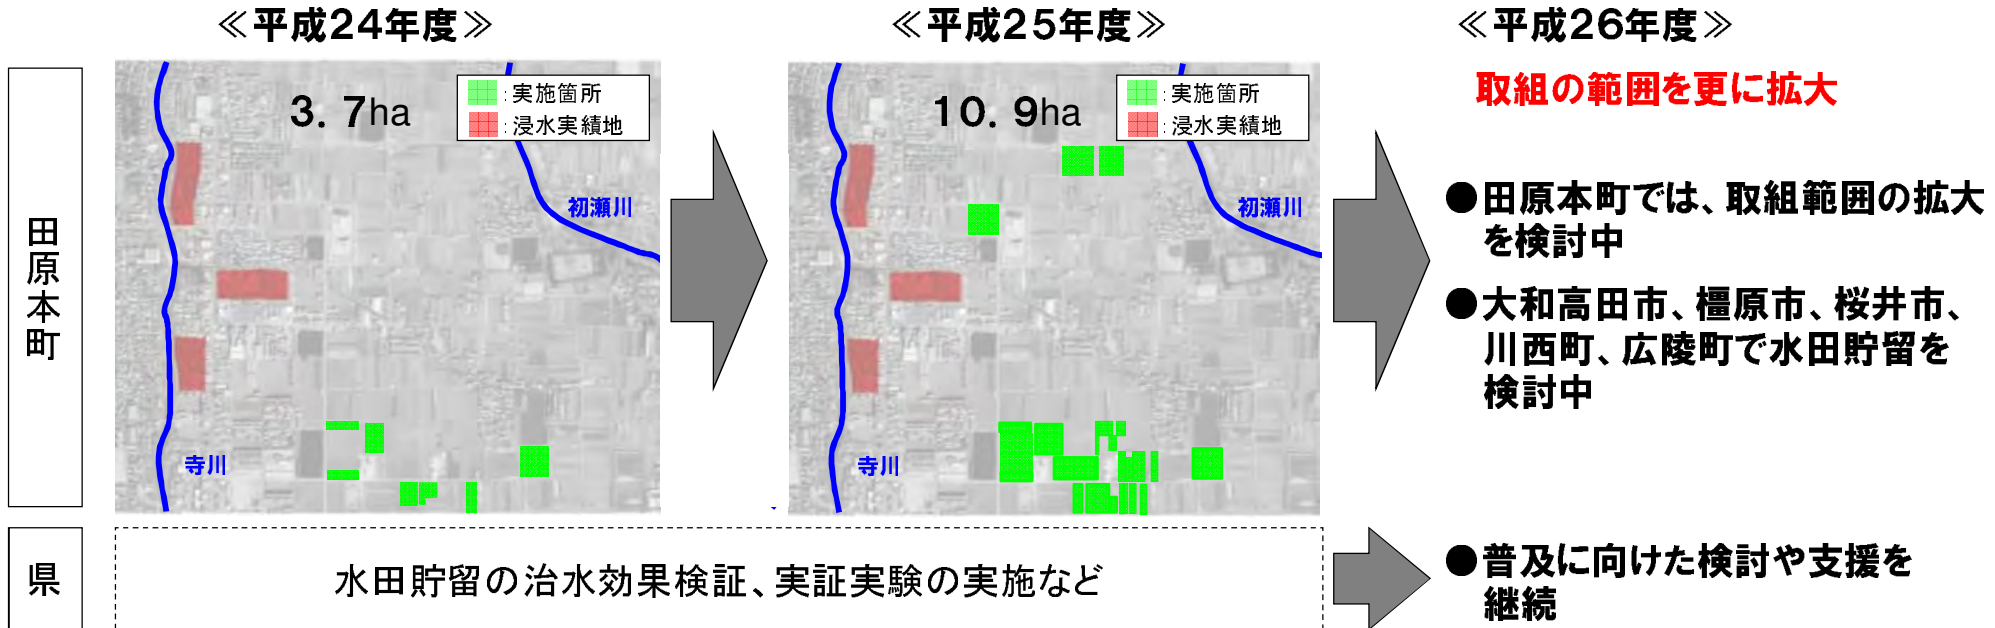 ≪平成24年度≫
≪平成25年度≫
≪平成26年度≫
田原本町
3.7ha
:実施箇所
:浸水実績地
初瀬川
寺川
10.9ha
:実施箇所
:浸水実績地
初瀬川
寺川
取組の範囲を更に拡大
●田原本町では、取組範囲の拡大
を検討中
●大和高田市、橿原市、桜井市、
川西町、広陵町で水田貯留を
検討中
県
水田貯留の治水効果検証、実証実験の実施など
●普及に向けた検討や支援を
継続